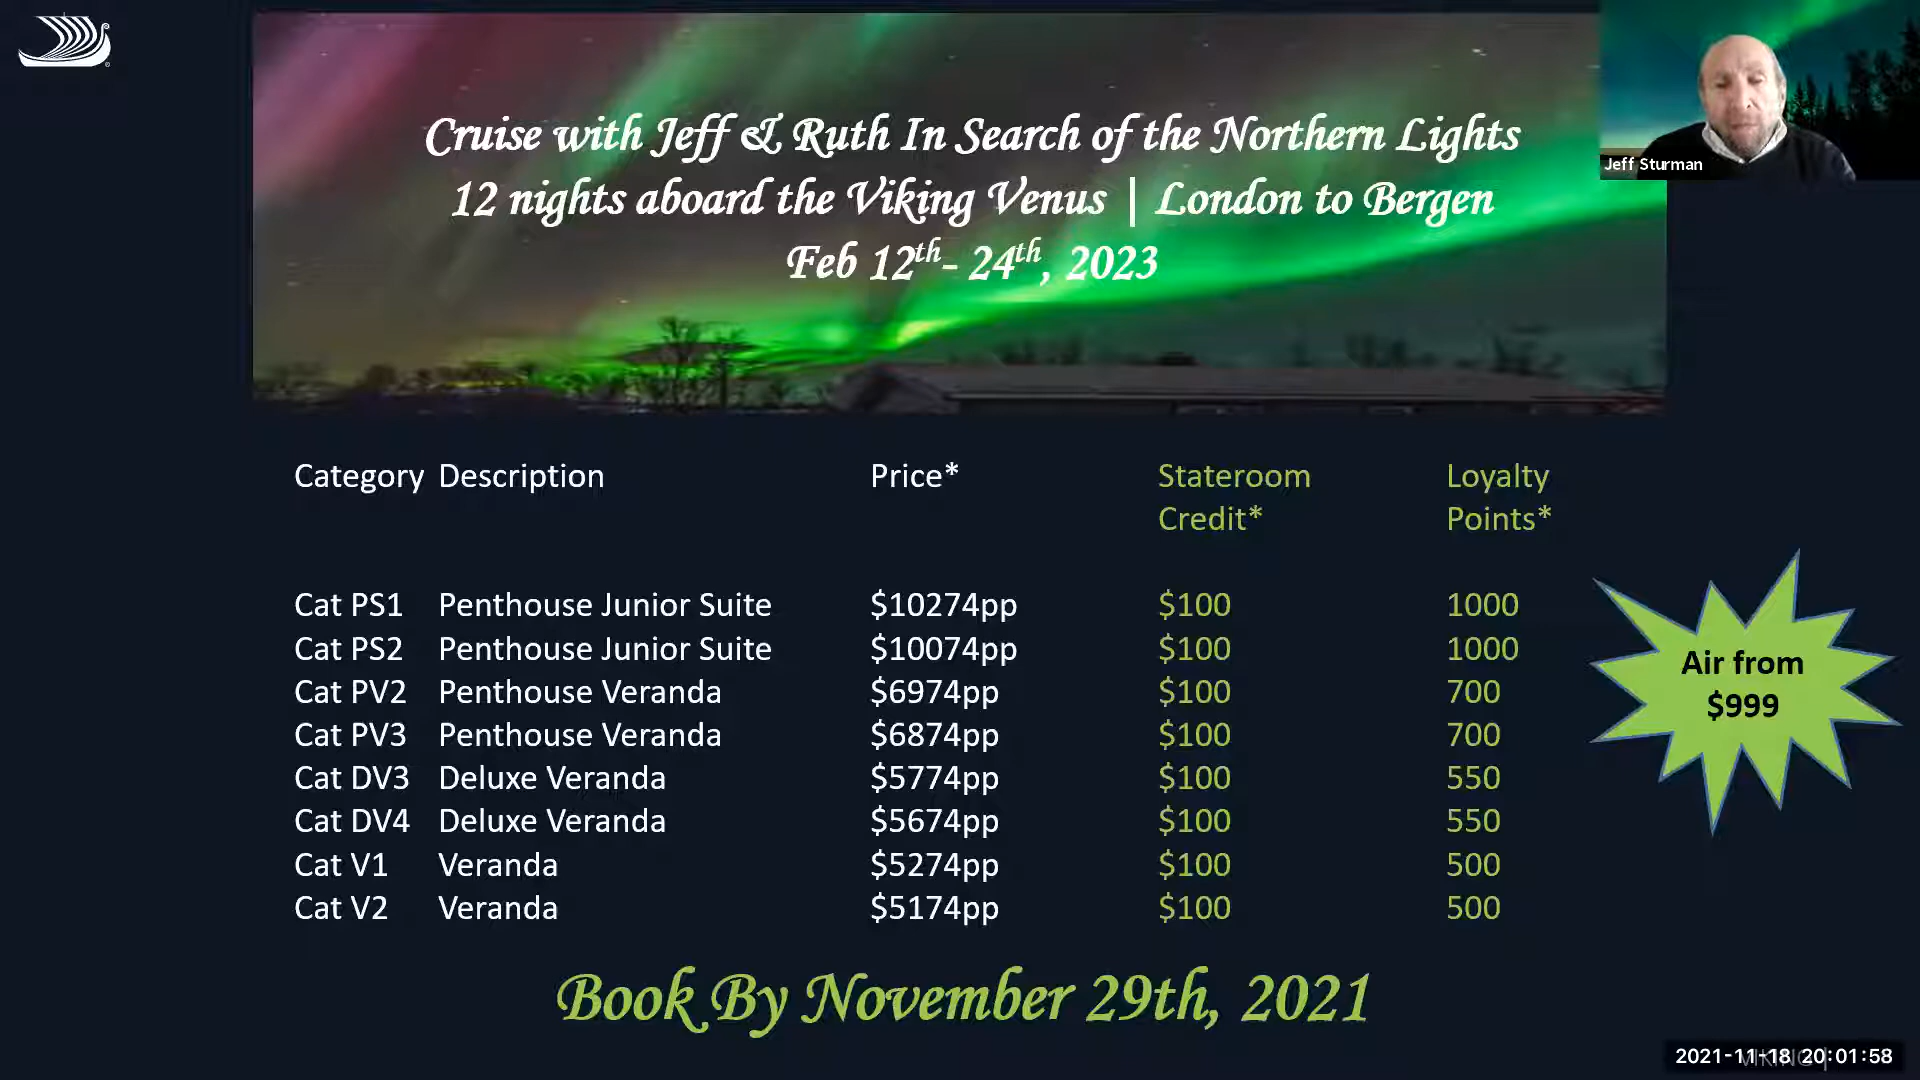 Cruise with Jeff & Ruth In Search of the Northern Lights
12 nights aboard the Viking Venus | London to Bergen
Feb 12th- 24th, 2023
Jeff Sturman
Category Description Price* Stateroom Credit* Loyalty Points*
Cat PS1 Penthouse Junior Suite $10274pp $100 1000
Cat PS2 Penthouse Junior Suite $10074pp $100 1000
Cat PV2 Penthouse Veranda $6974pp $100 700
Cat PV3 Penthouse Veranda $6874pp $100 700
Cat DV3 Deluxe Veranda $5774pp $100 550
Cat DV4 Deluxe Veranda $5674pp $100 550
Cat V1 Veranda $5274pp $100 500
Cat V2 Veranda $5174pp $100 500
Air from
$999
Book By November 29th, 2021
2021-11-18 20:01:58